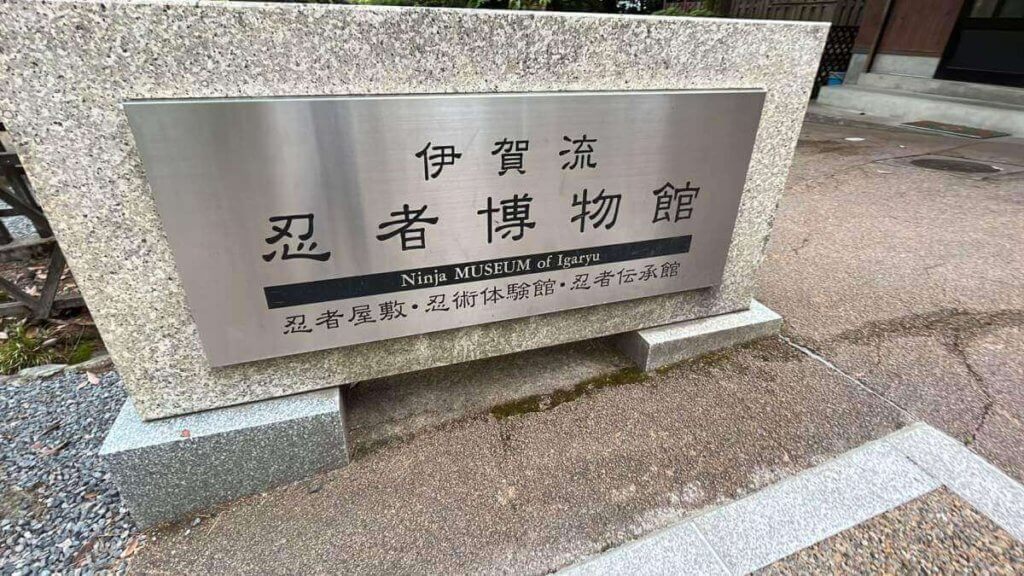 伊賀流
忍者博物館
Ninja MUSEUM of Igaryu
忍者屋敷・忍術体験館・忍者伝承館